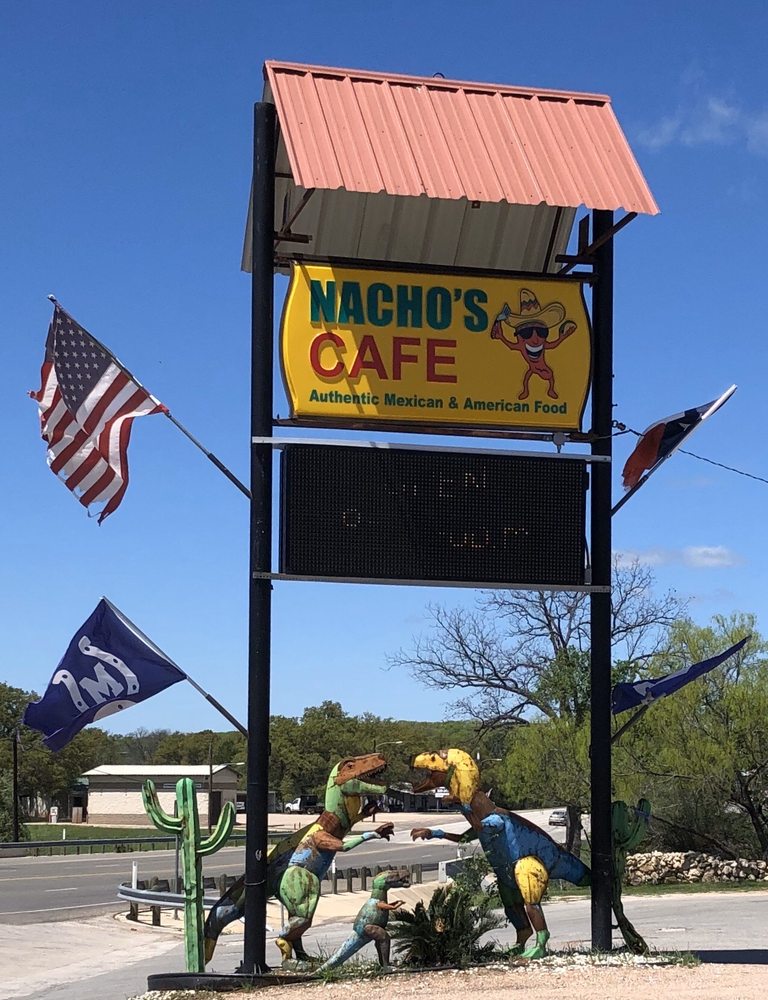 NACHO'S
CAFE
Authentic Mexican & American Food
M